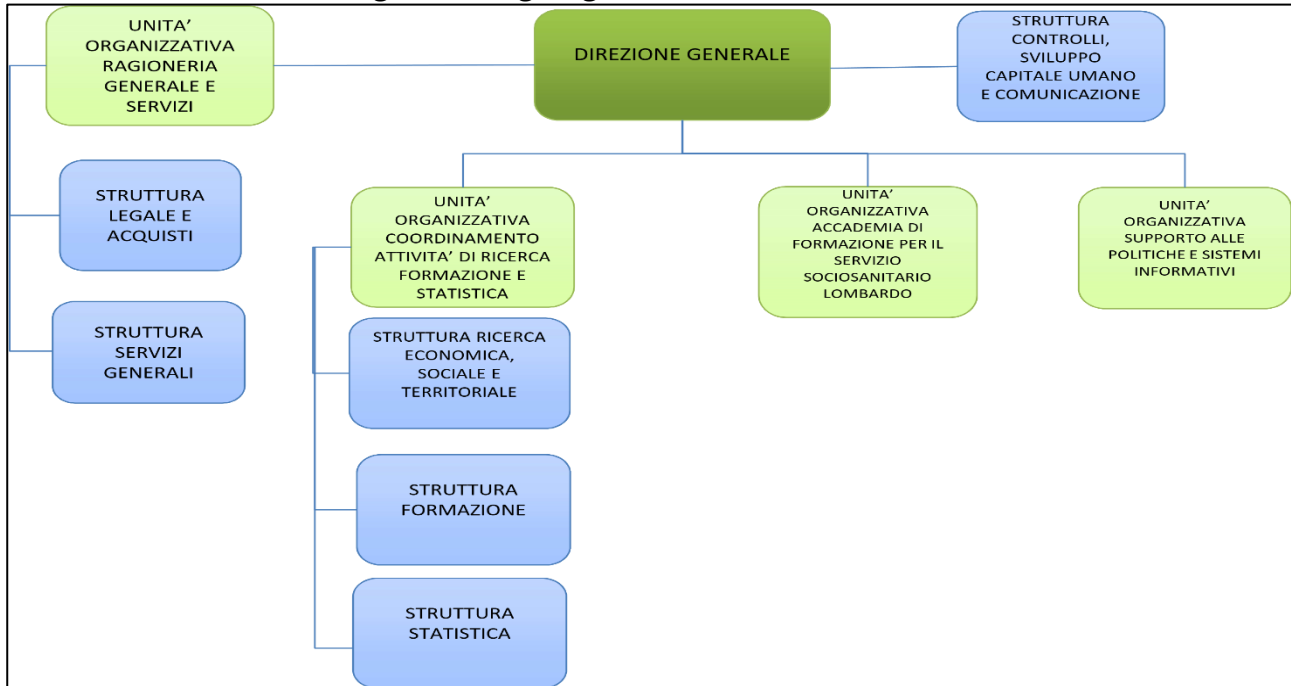 UNITA’
ORGANIZZATIVA
RAGIONERIA
GENERALE E
SERVIZI
DIREZIONE GENERALE
STRUTTURA
CONTROLLI,
SVILUPPO
CAPITALE UMANO
E COMUNICAZIONE
STRUTTURA
LEGALE E
ACQUISTI
STRUTTURA
SERVIZI
GENERALI
UNITA’
ORGANIZZATIVA
COORDINAMENTO
ATTIVITA’ DI RICERCA
FORMAZIONE E
STATISTICA
UNITA’
ORGANIZZATIVA
ACCADEMIA DI
FORMAZIONE PER IL
SERVIZIO
SOCIOSANITARIO
LOMBARDO
UNITA’
ORGANIZZATIVA
SUPPORTO ALLE
POLITICHE E SISTEMI
INFORMATIVI
STRUTTURA RICERCA
ECONOMICA,
SOCIALE E
TERRITORIALE
STRUTTURA
FORMAZIONE
STRUTTURA
STATISTICA